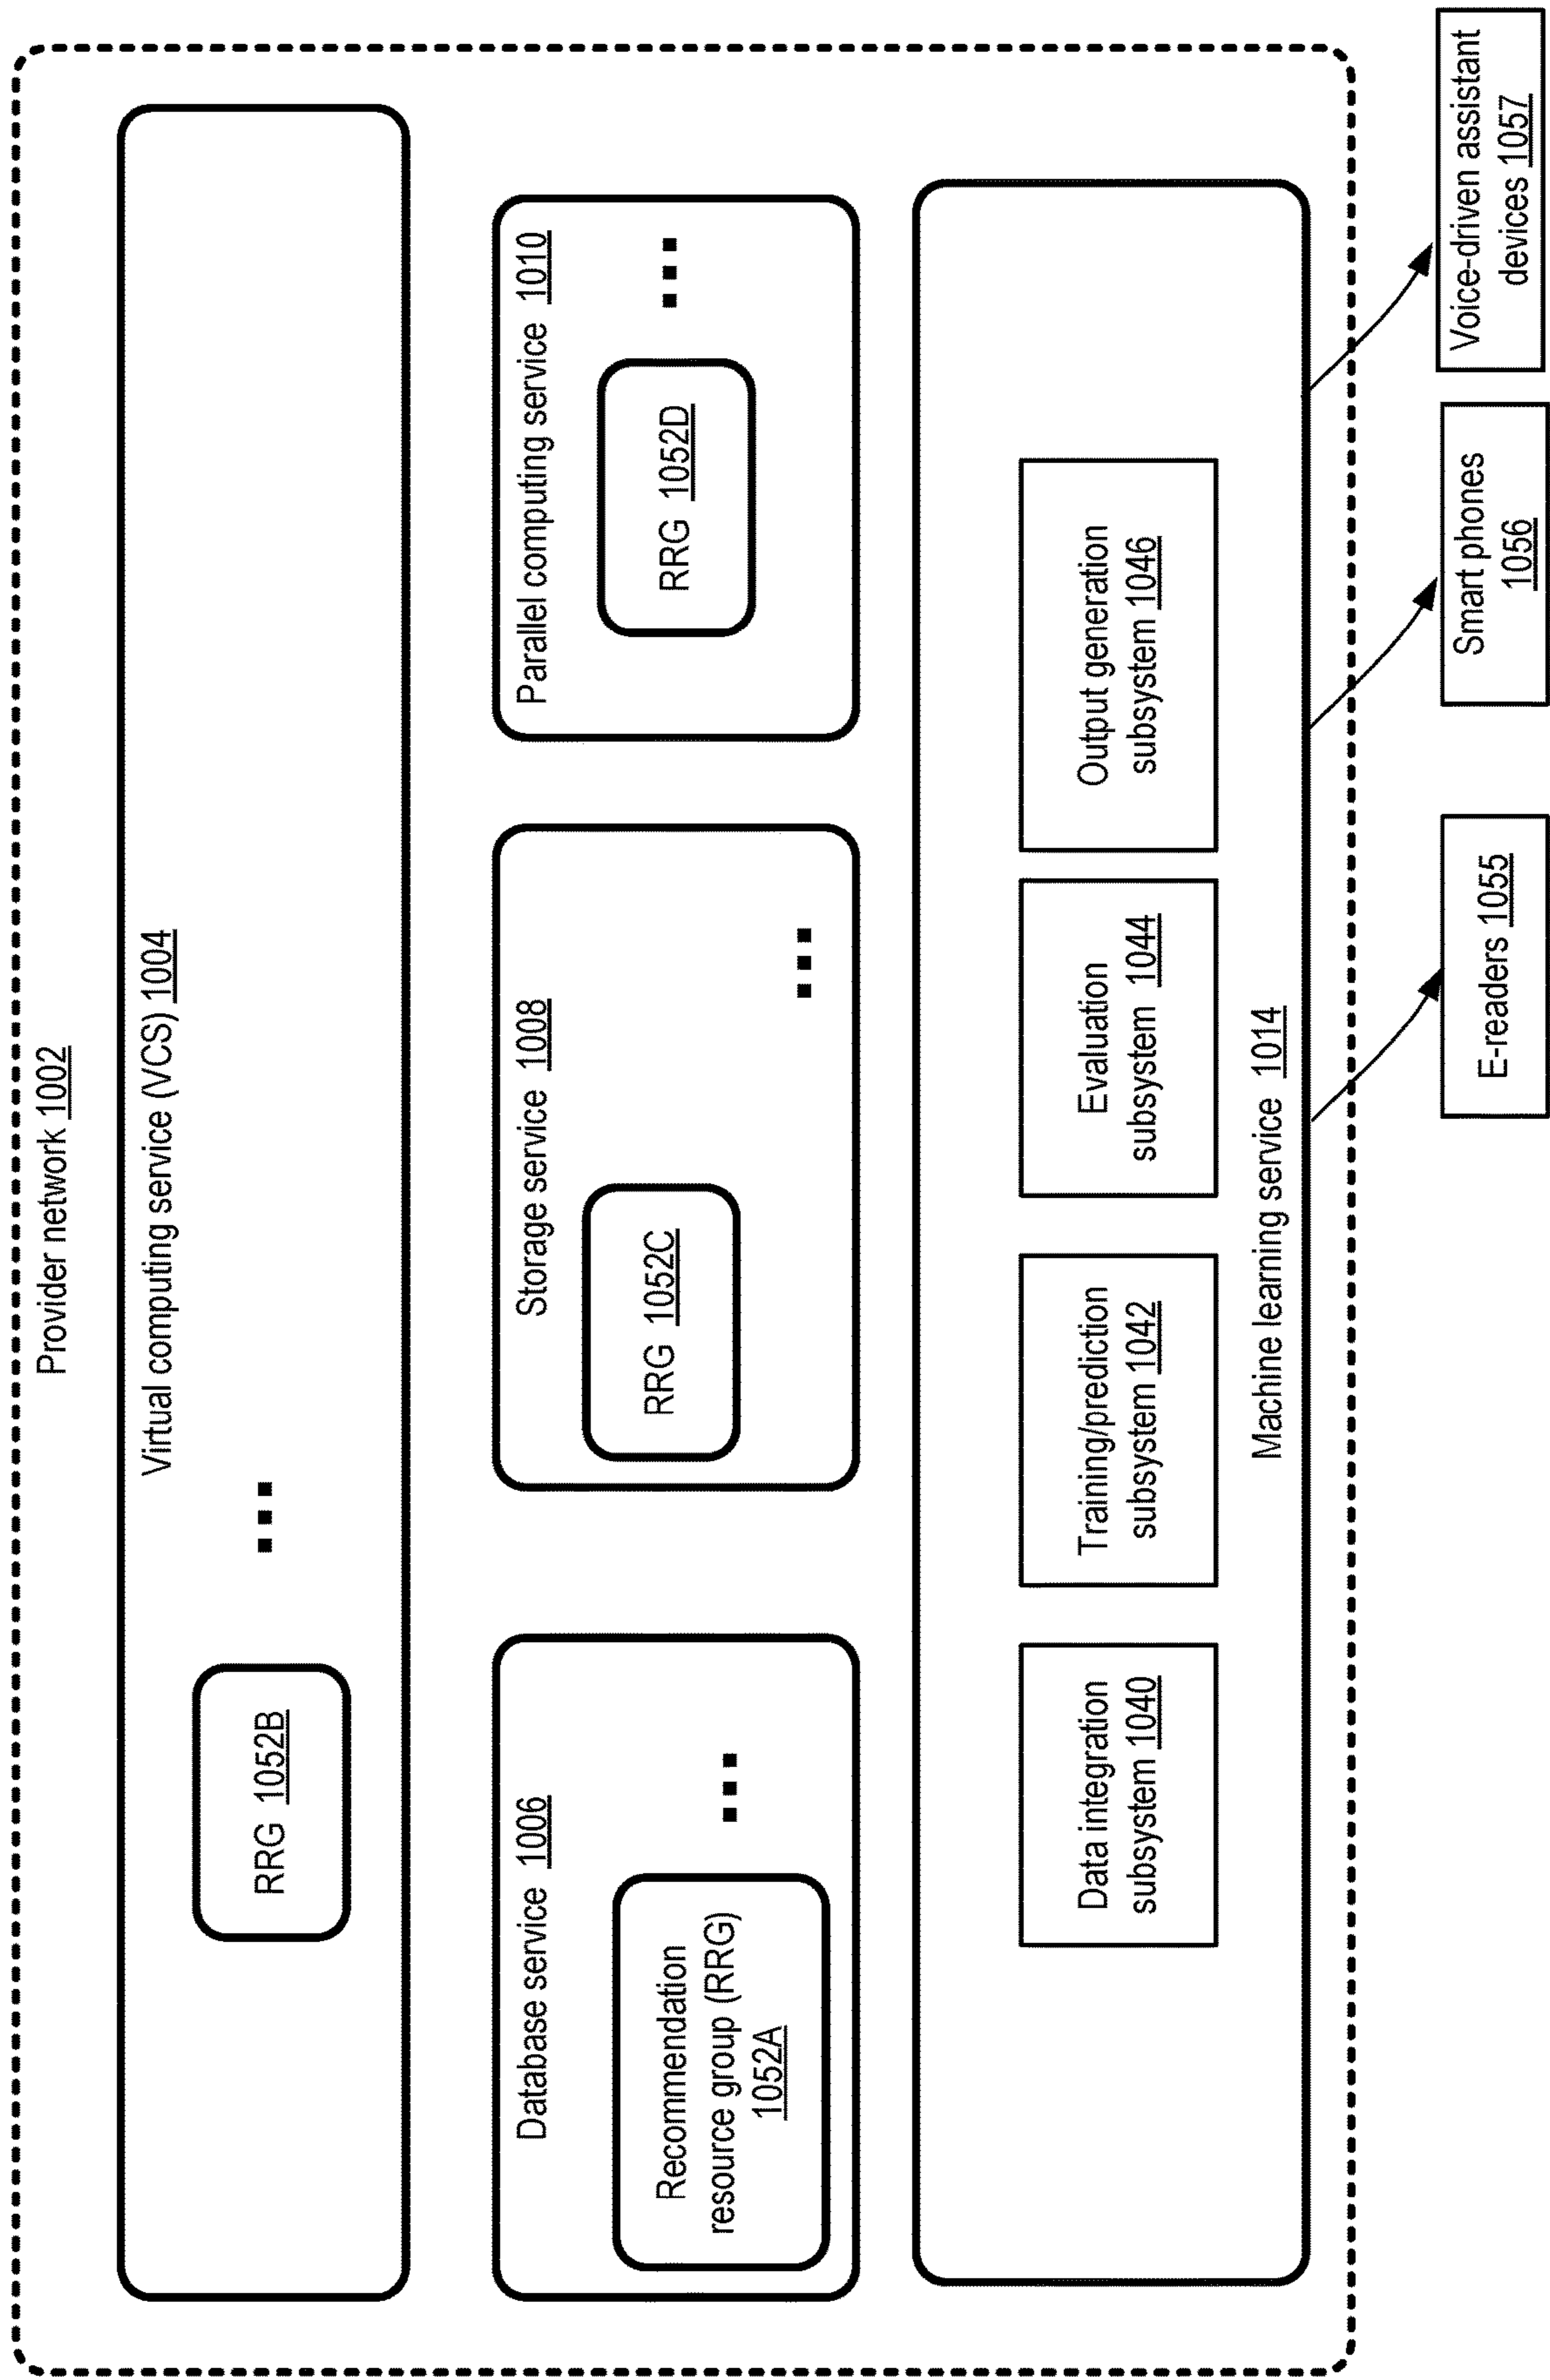 Provider network 1002
Virtual computing service (VCS) 1004
RRG 1052B
...
Database service 1006
Recommendation
resource group (RRG)
1052A
...
Storage service 1008
RRG 1052C
...
Parallel computing service 1010
RRG 1052D
...
Data integration
subsystem 1040
Training/prediction
subsystem 1042
Evaluation
subsystem 1044
Output generation
subsystem 1046
Machine learning service 1014
E-readers 1055
Smart phones
1056
Voice-driven assistant
devices 1057